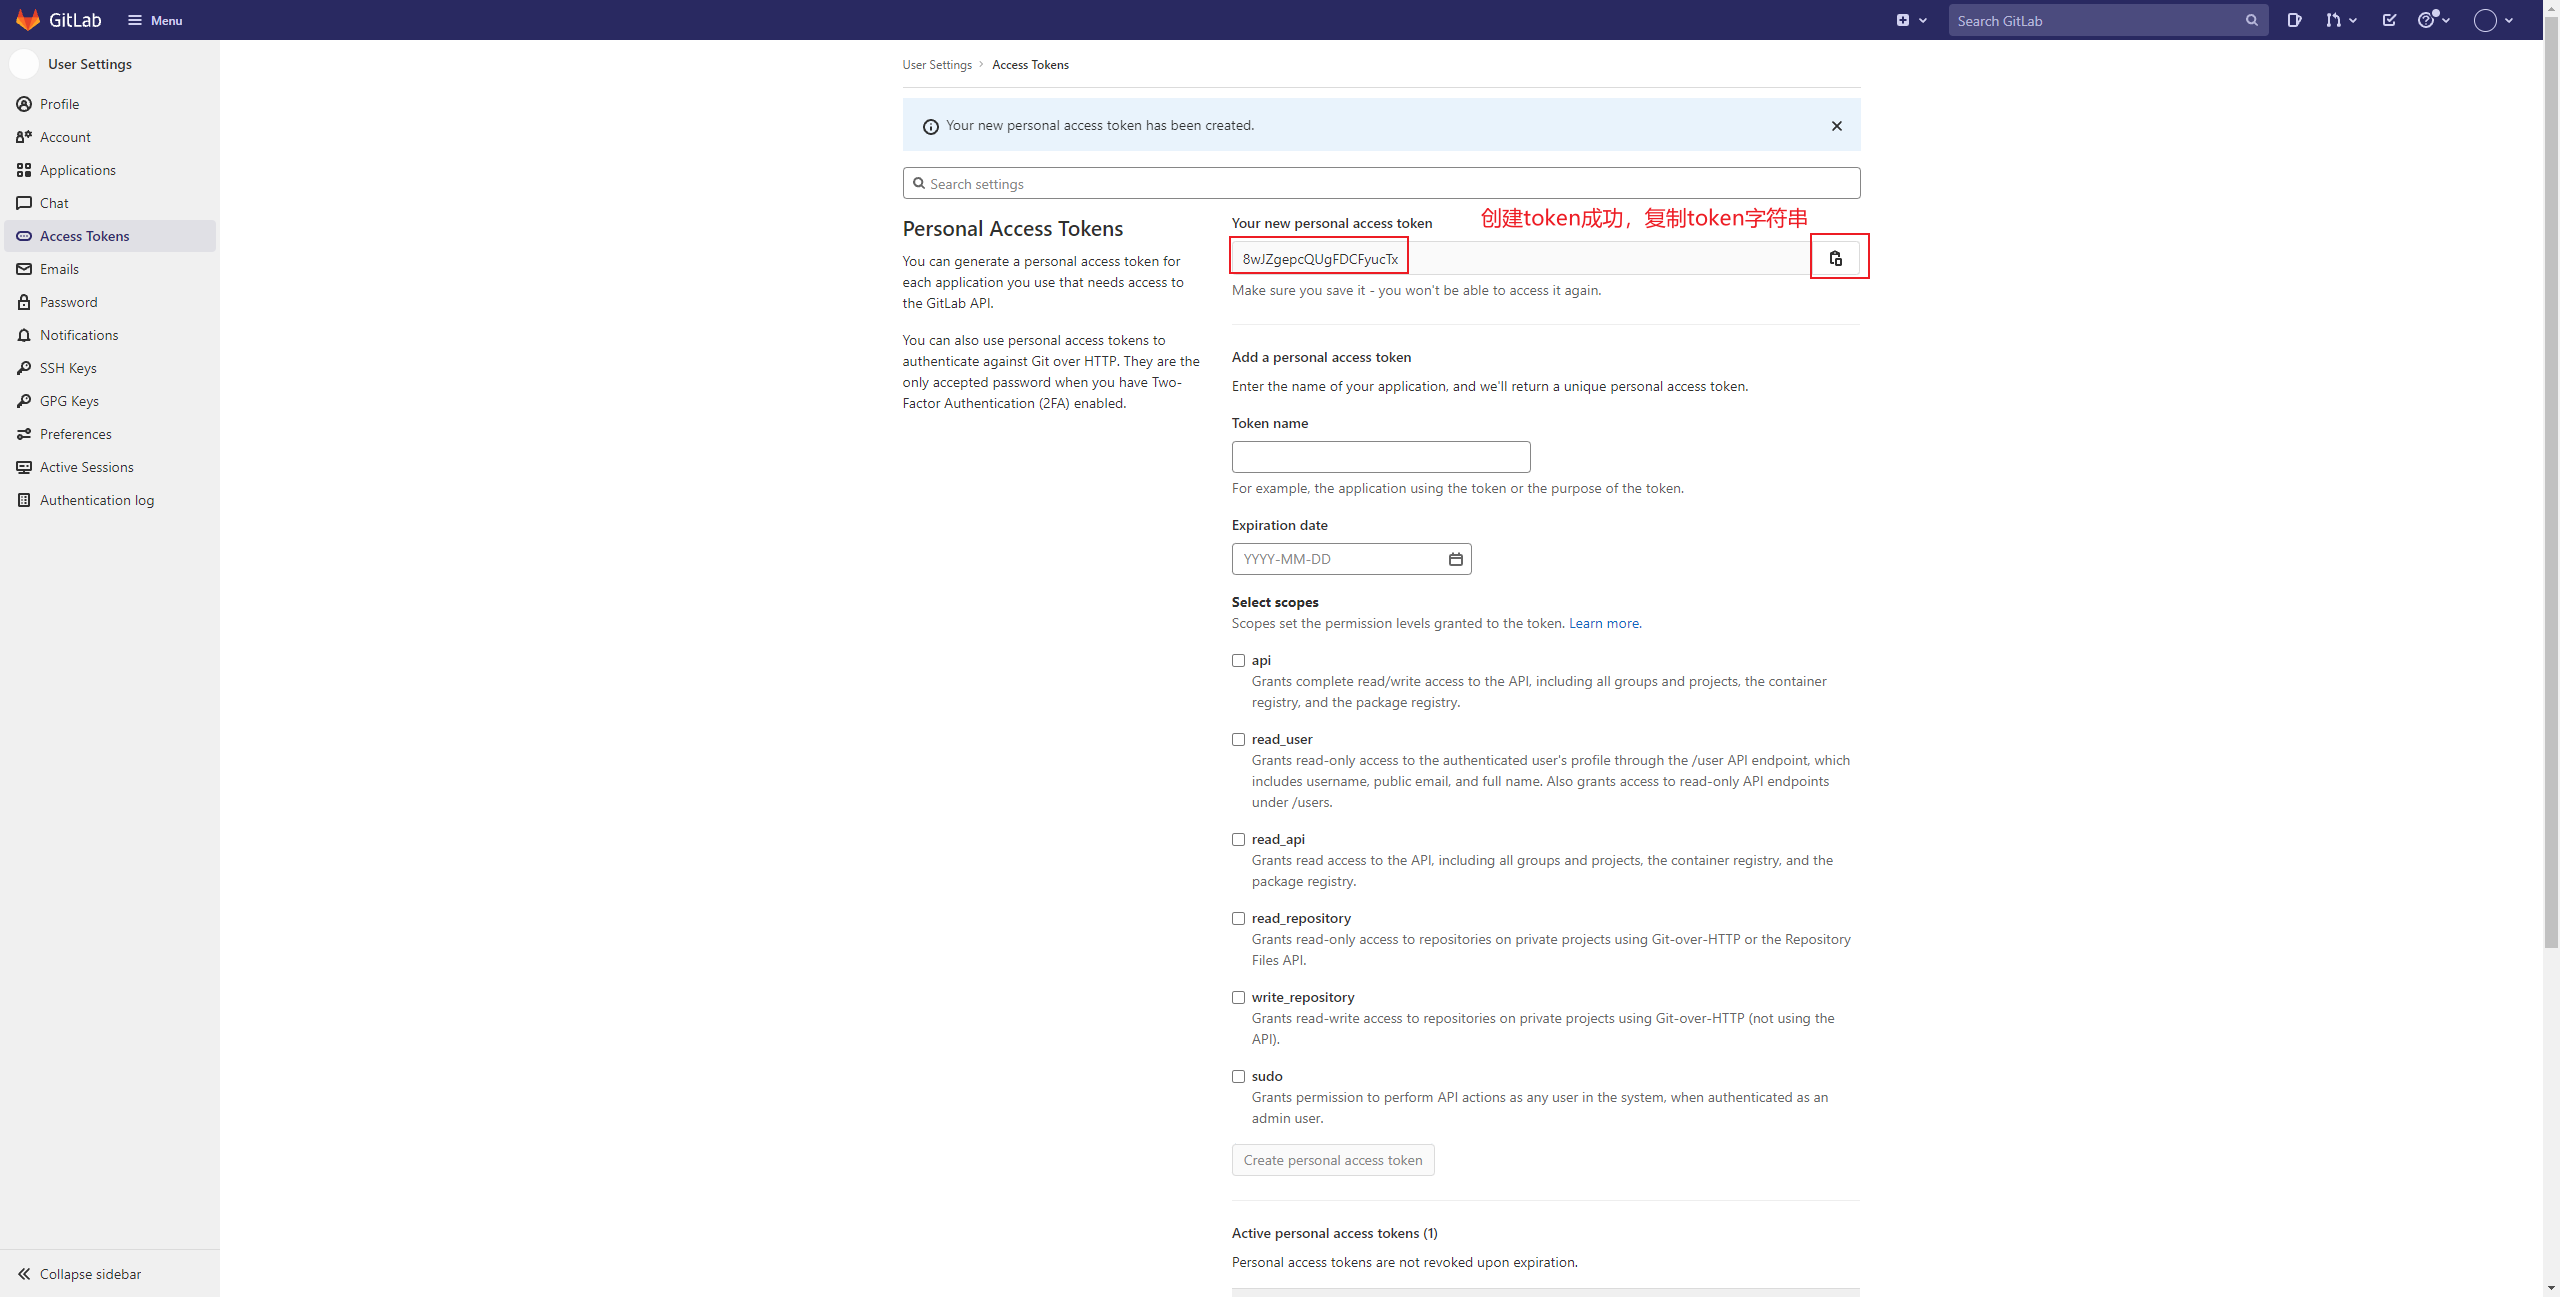 GitLab
Menu
Search GitLab
User Settings
Profile
Account
Applications
Chat
Access Tokens
Emails
Password
Notifications
SSH Keys
GPG Keys
Preferences
Active Sessions
Authentication log
Collapse sidebar
User Settings > Access Tokens
Your new personal access token has been created.
Search settings
Personal Access Tokens
You can generate a personal access token for
each application you use that needs access to
the GitLab API.
You can also use personal access tokens to
authenticate against Git over HTTP. They are the
only accepted password when you have Two-
Factor Authentication (2FA) enabled.
Your new personal access token
创建token成功，复制token字符串
8wJZgepcQUgFDCFyucTx
Make sure you save it - you won't be able to access it again.
Add a personal access token
Enter the name of your application, and we'll return a unique personal access token.
Token name
For example, the application using the token or the purpose of the token.
Expiration date
YYYY-MM-DD
Select scopes
Scopes set the permission levels granted to the token. Learn more.
api
Grants complete read/write access to the API, including all groups and projects, the container
registry, and the package registry.
read_user
Grants read-only access to the authenticated user's profile through the /user API endpoint, which
includes username, public email, and full name. Also grants access to read-only API endpoints
under /users.
read_api
Grants read access to the API, including all groups and projects, the container registry, and the
package registry.
read_repository
Grants read-only access to repositories on private projects using Git-over-HTTP or the Repository
Files API.
write_repository
Grants read-write access to repositories on private projects using Git-over-HTTP (not using the
API).
sudo
Grants permission to perform API actions as any user in the system, when authenticated as an
admin user.
Create personal access token
Active personal access tokens (1)
Personal access tokens are not revoked upon expiration.